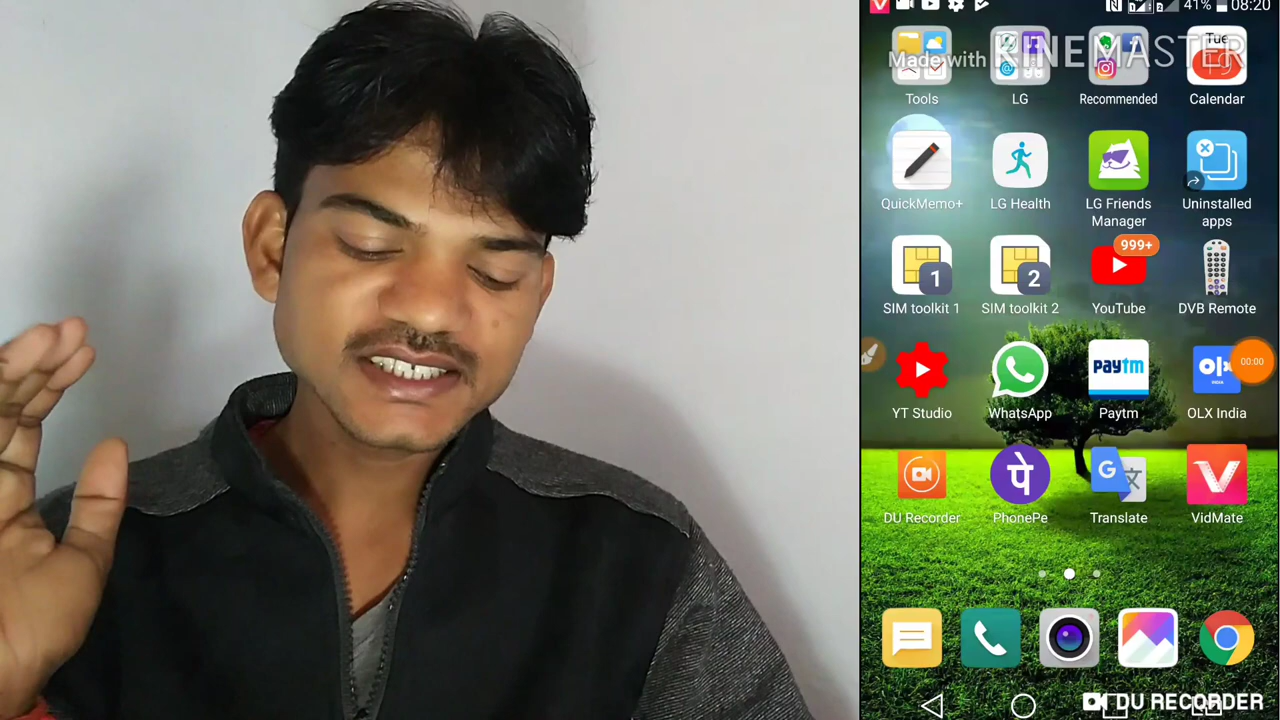 41% 08:20
Made with KINEMASTER
Tue
Tools LG Recommended Calendar
QuickMemo+ LG Health LG Friends Manager Uninstalled apps
1 2 999+
SIM toolkit 1 SIM toolkit 2 YouTube DVB Remote
paytm olx 00:00
INDIA
YT Studio WhatsApp Paytm OLX India
पे G
DU Recorder PhonePe Translate VidMate
DU RECORDER